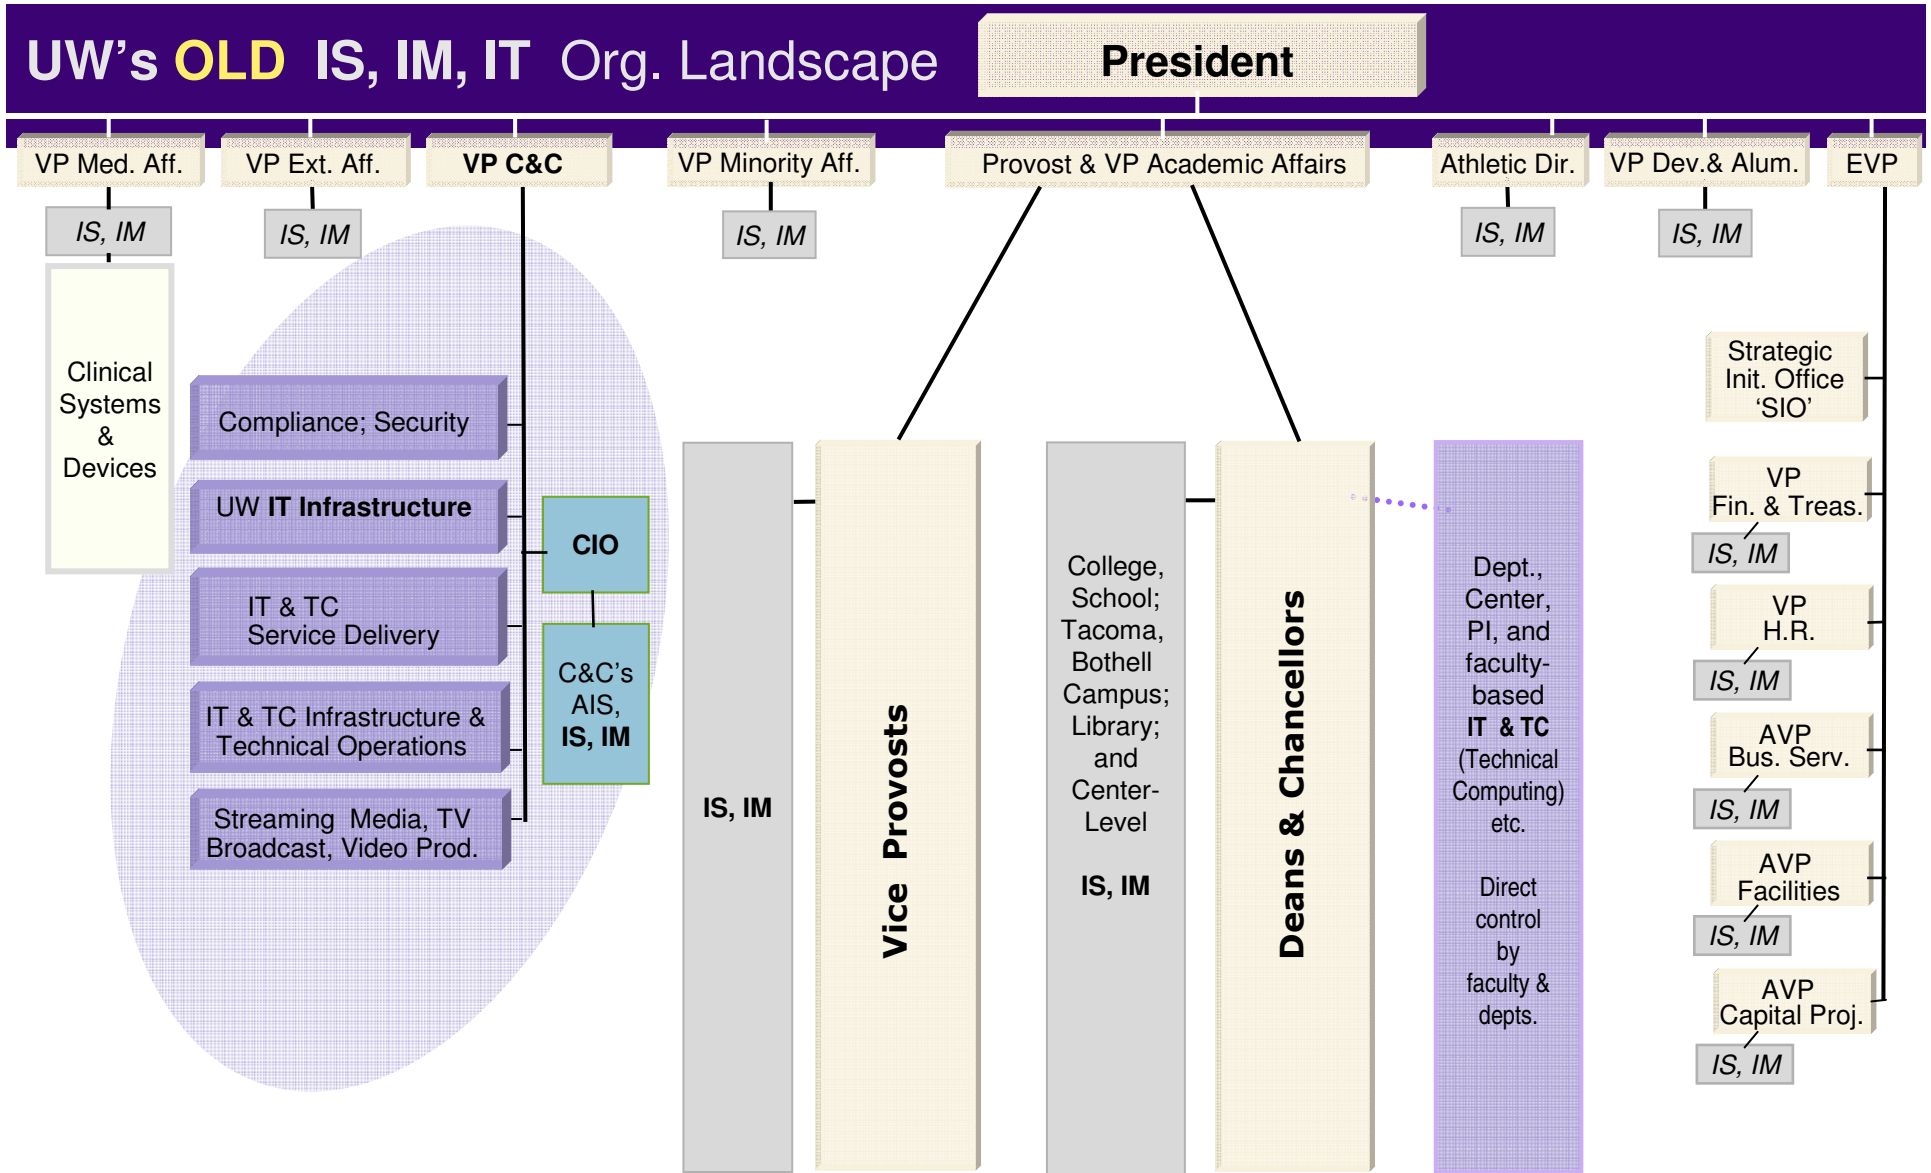 UW's OLD IS, IM, IT Org. Landscape
President
VP Med. Aff.
VP Ext. Aff.
VP C&C
VP Minority Aff.
Provost & VP Academic Affairs
Athletic Dir.
VP Dev.& Alum.
EVP
IS, IM
IS, IM
IS, IM
IS, IM
IS, IM
Clinical
Systems
&
Devices
Compliance; Security
UW IT Infrastructure
IT & TC
Service Delivery
IT & TC Infrastructure &
Technical Operations
Streaming Media, TV
Broadcast, Video Prod.
CIO
C&C's
AIS,
IS, IM
IS, IM
Vice Provosts
College,
School;
Tacoma,
Bothell
Campus;
Library;
and
Center-
Level
IS, IM
Deans & Chancellors
Dept.,
Center,
PI, and
faculty-
based
IT & TC
(Technical
Computing)
etc.
Direct
control
by
faculty &
depts.
Strategic
Init. Office
‘SIO’
VP
Fin. & Treas.
IS, IM
VP
H.R.
IS, IM
AVP
Bus. Serv.
IS, IM
AVP
Facilities
IS, IM
AVP
Capital Proj.
IS, IM